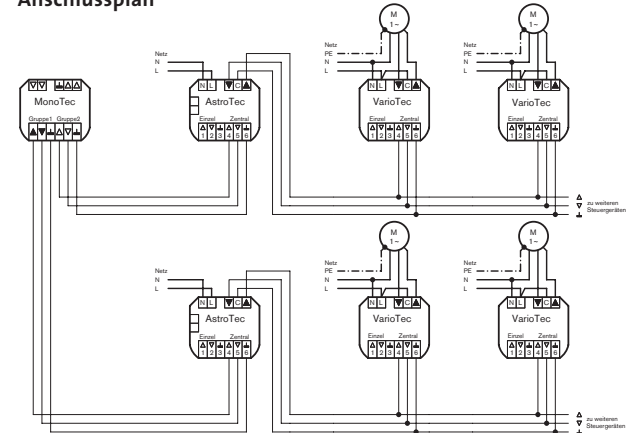 Anschlussplan
M
1~
M
1~
Netz
PE
N
L
Netz
PE
N
L
Netz
N
L
MonoTec
Gruppe1 Gruppe2
N L C
AstroTec
Einzel Zentral
1 2 3 4 5 6
N L C
VarioTec
Einzel Zentral
1 2 3 4 5 6
N L C
VarioTec
Einzel Zentral
1 2 3 4 5 6
zu weiteren
Steuergeräten
M
1~
M
1~
Netz
PE
N
L
Netz
PE
N
L
Netz
N
L
N L C
AstroTec
Einzel Zentral
1 2 3 4 5 6
N L C
VarioTec
Einzel Zentral
1 2 3 4 5 6
N L C
VarioTec
Einzel Zentral
1 2 3 4 5 6
zu weiteren
Steuergeräten